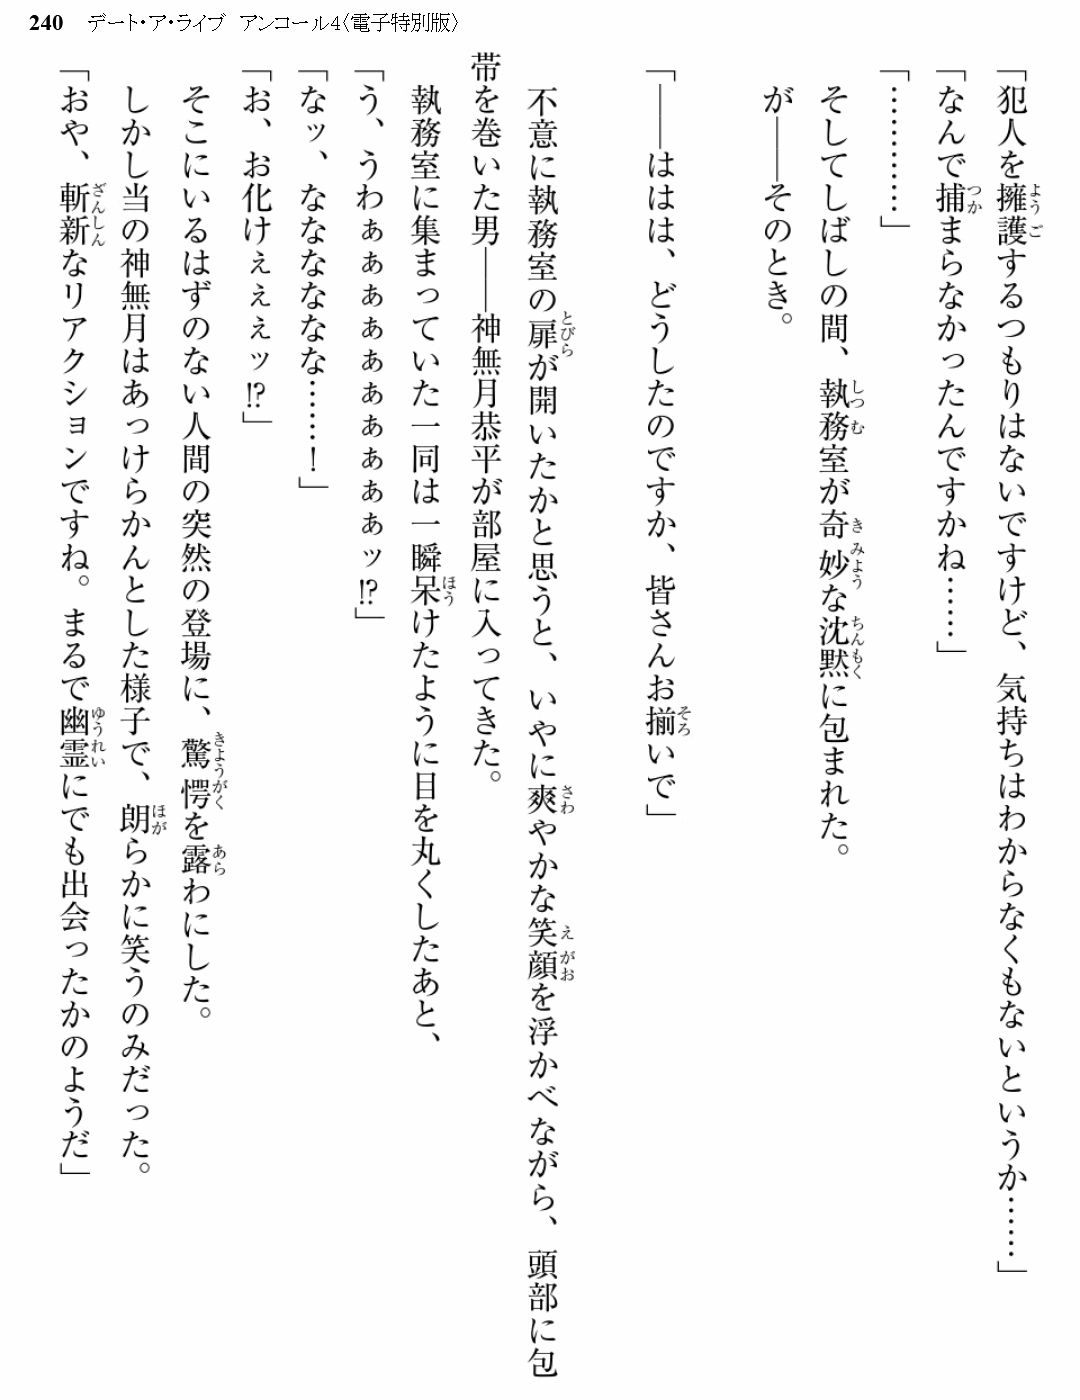 240 デート・ア・ライブ アンコール4〈電子特別版〉
「犯人を擁護するつもりはないですけど、気持ちはわからなくもないというか……」
「なんで捕まらなかったんですかね……」
「…………」
そしてしばしの間、執務室が奇妙な沈黙に包まれた。
が――そのとき。
「――ははは、どうしたのですか、皆さんお揃いで」
不意に執務室の扉が開いたかと思うと、いやに爽やかな笑顔を浮かべながら、頭部に包
帯を巻いた男――神無月恭平が部屋に入ってきた。
執務室に集まっていた一同は一瞬呆けたように目を丸くしたあと、
「う、うわぁぁぁぁぁぁぁぁぁぁッ!?」
「なッ、なななななな……！」
「お、お化けぇぇぇッ!?」
そこにいるはずのない人間の突然の登場に、驚愕を露わにした。
しかし当の神無月はあっけらかんとした様子で、朗らかに笑うのみだった。
「おや、斬新なリアクションですね。まるで幽霊にでも出会ったかのようだ」